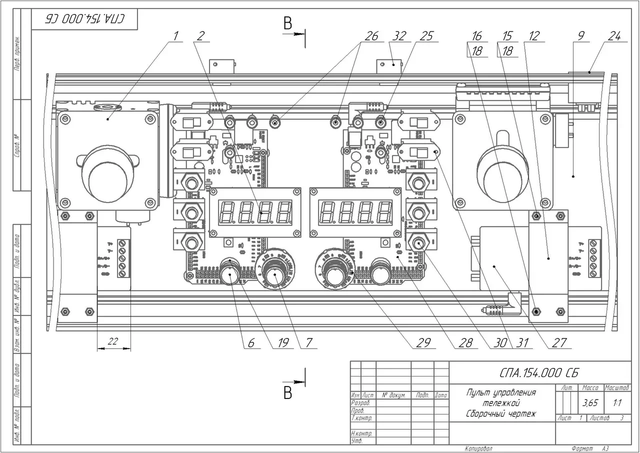 СПА.154.000 СБ
В
1 2 26 32 25 16 15 12 9 24
18 18
22
6 19 7 29 28 30 31 27
В
Перв. примен.
Справ. №
Подп. и дата
Инв. № дубл.
Взам. инв. №
Подп. и дата
Инв. № подл.
СПА.154.000 СБ
Пульт управления
тележкой
Сборочный чертеж
Лит. Масса Масштаб
3,65 1:1
Лист 1 Листов 3
Изм Лист № докум. Подп. Дата
Разраб.
Пров.
Т.контр.
Н.контр.
Утв.
Копировал Формат А3